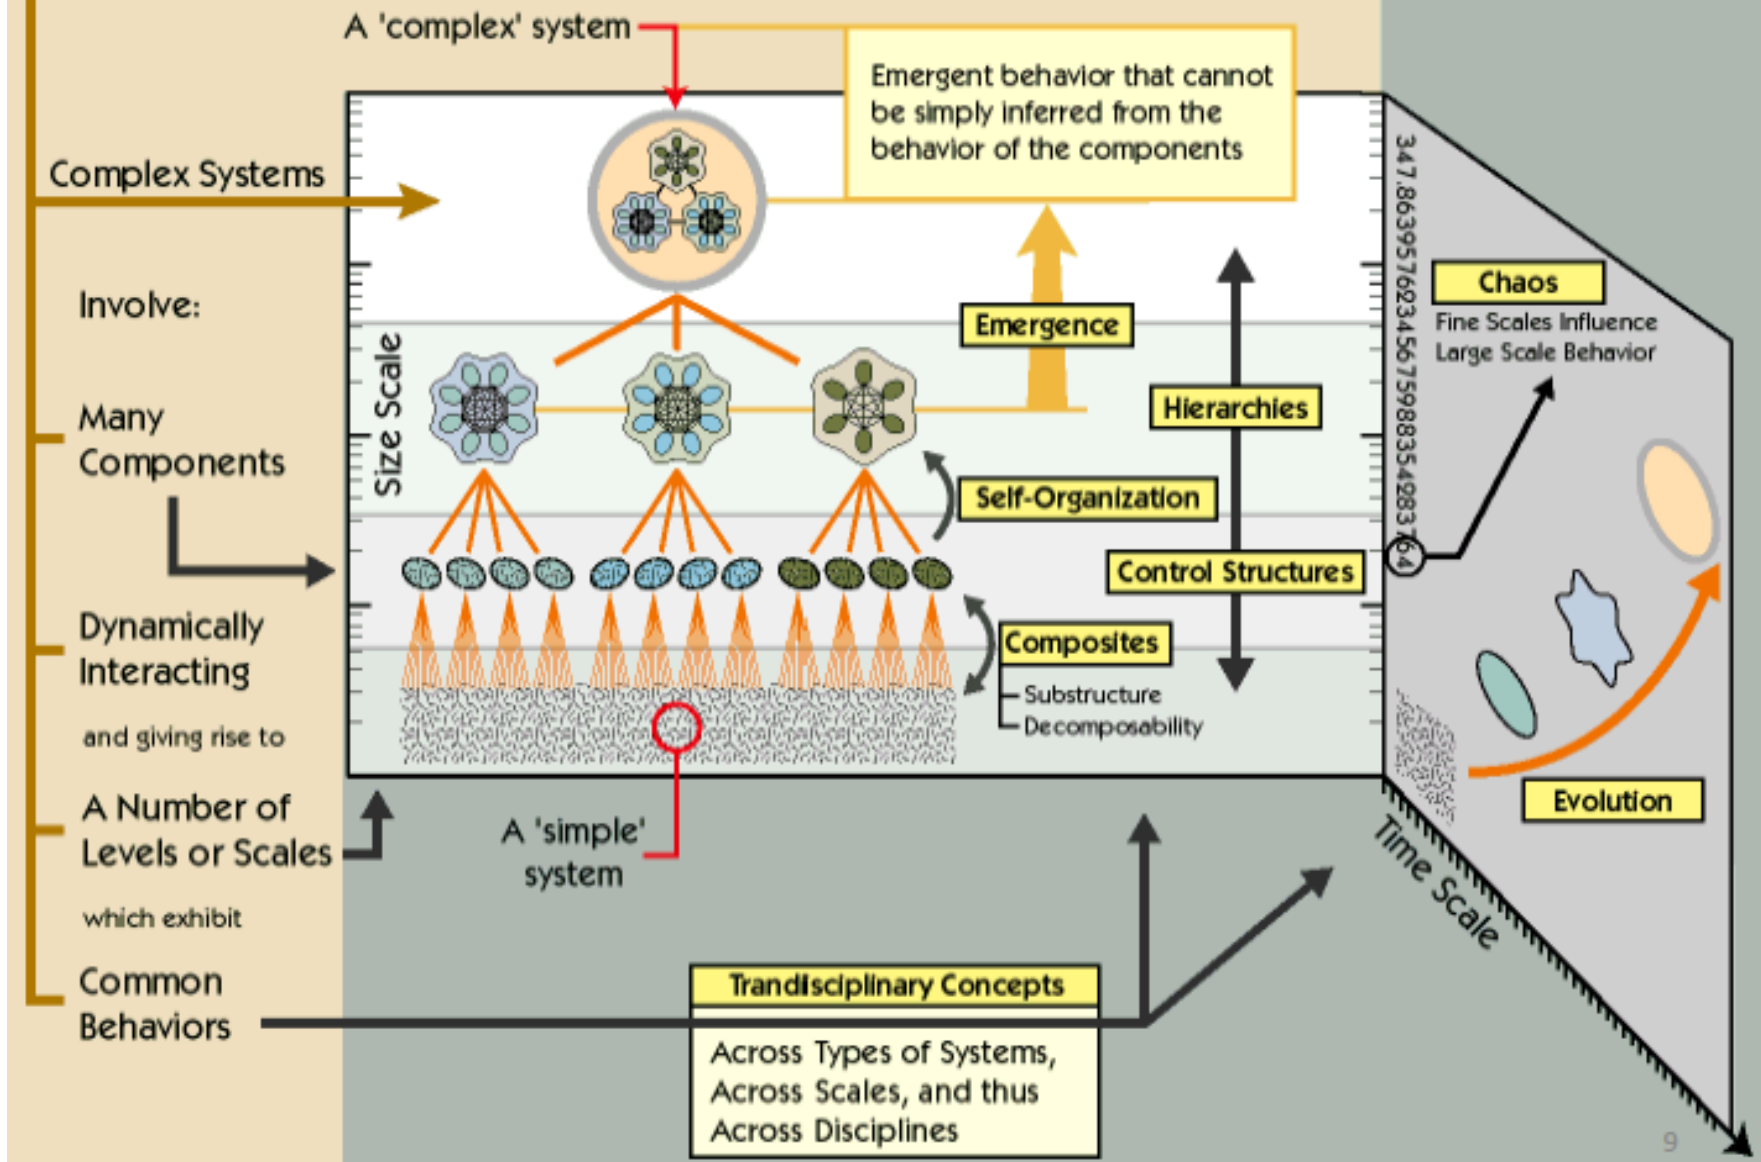 A 'complex' system
Emergent behavior that cannot
be simply inferred from the
behavior of the components
Complex Systems
Involve:
Many
Components
Dynamically
Interacting
and giving rise to
A Number of
Levels or Scales
which exhibit
Common
Behaviors
Size Scale
Emergence
Hierarchies
Self-Organization
Control Structures
Composites
Substructure
Decomposability
A 'simple'
system
Chaos
Fine Scales Influence
Large Scale Behavior
Evolution
Time Scale
Trandisciplinary Concepts
Across Types of Systems,
Across Scales, and thus
Across Disciplines
9